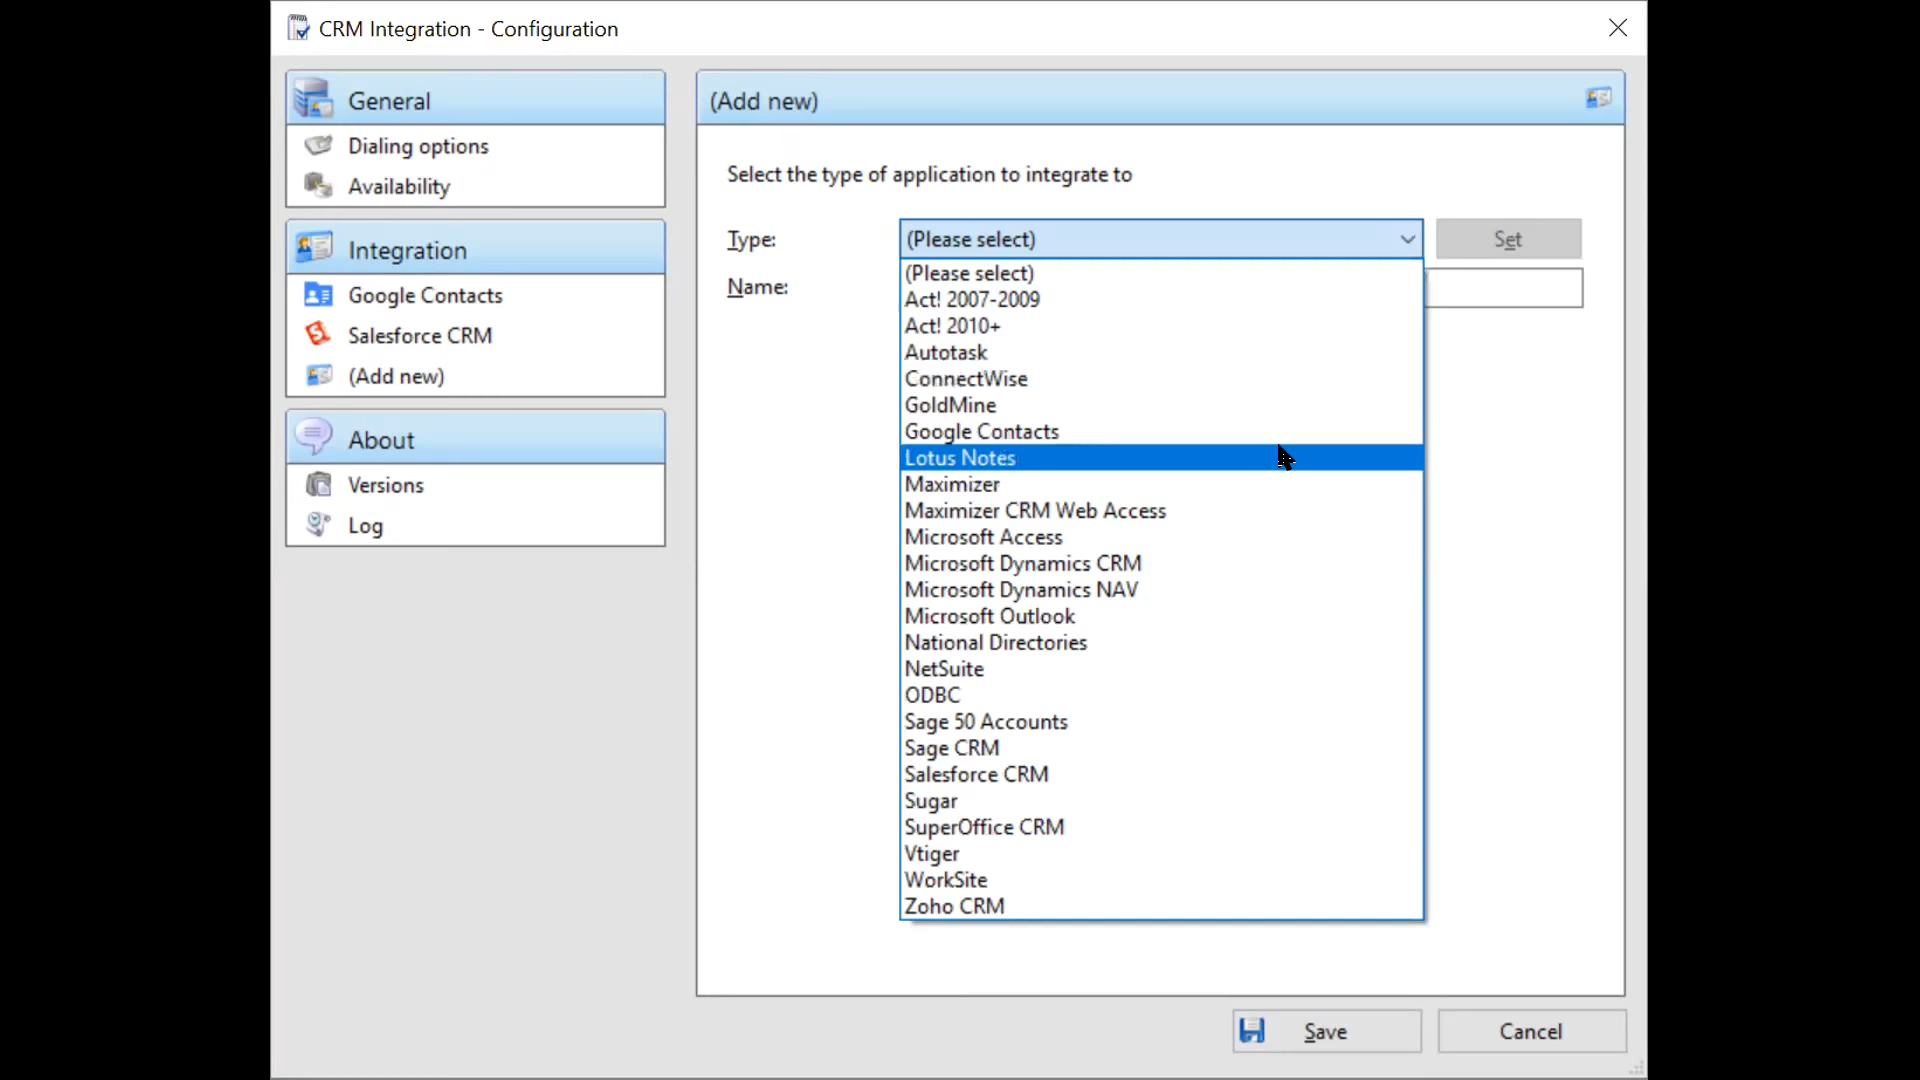 CRM Integration - Configuration
General
Dialing options
Availability
Integration
Google Contacts
Salesforce CRM
(Add new)
About
Versions
Log
(Add new)
Select the type of application to integrate to
Type:
(Please select)
Set
Name:
(Please select)
Act! 2007-2009
Act! 2010+
Autotask
ConnectWise
GoldMine
Google Contacts
Lotus Notes
Maximizer
Maximizer CRM Web Access
Microsoft Access
Microsoft Dynamics CRM
Microsoft Dynamics NAV
Microsoft Outlook
National Directories
NetSuite
ODBC
Sage 50 Accounts
Sage CRM
Salesforce CRM
Sugar
SuperOffice CRM
Vtiger
WorkSite
Zoho CRM
Save
Cancel